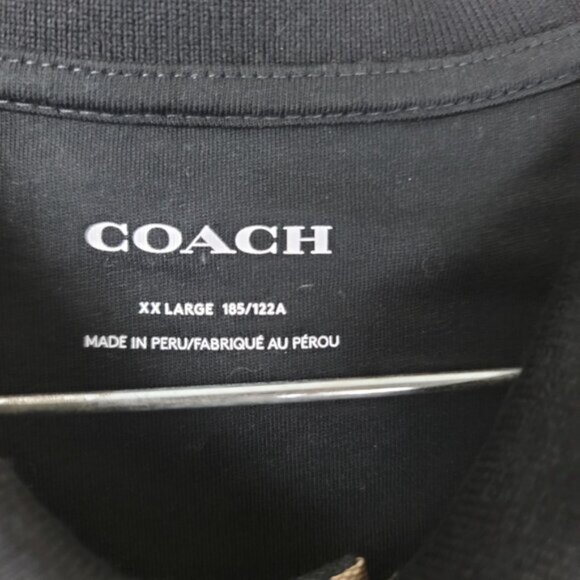 COACH
XX LARGE 185/122A
MADE IN PERU/FABRIQUÉ AU PÉROU